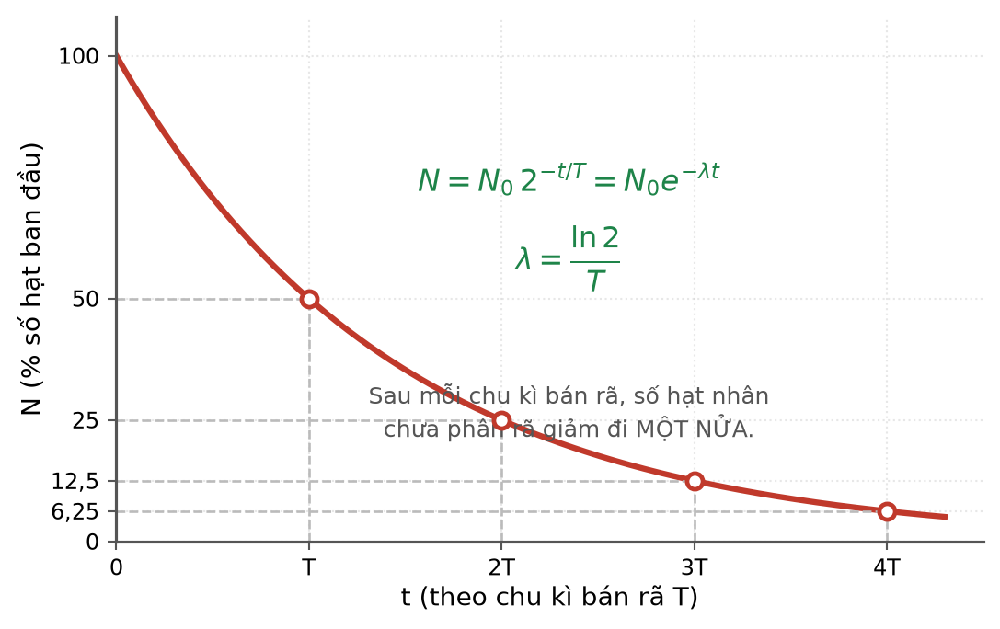 N (% số hạt ban đầu)
100
50
25
12,5
6,25
0
N = N₀ 2^{−t/T} = N₀e^{−λt}
λ = ln 2 / T
Sau mỗi chu kì bán rã, số hạt nhân
chưa phân rã giảm đi MỘT NỬA.
0 T 2T 3T 4T
t (theo chu kì bán rã T)